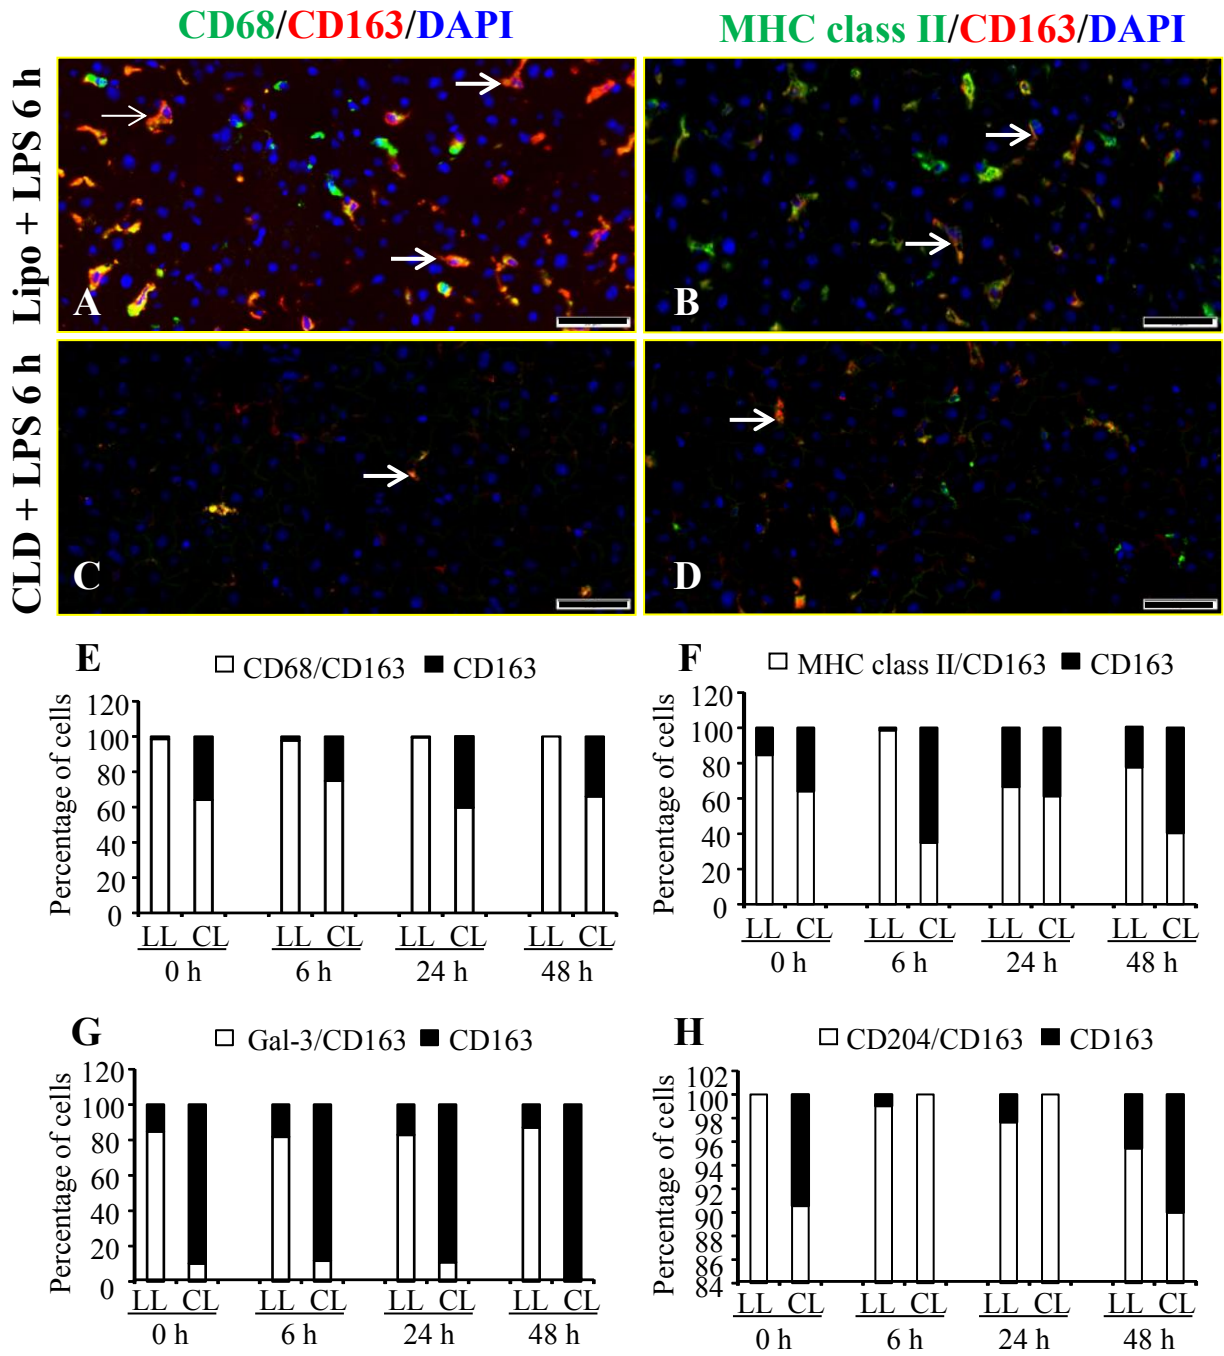 CD68/CD163/DAPI
MHC class II/CD163/DAPI
Lipo + LPS 6 h
A
B
CLD + LPS 6 h
C
D
E
CD68/CD163 CD163
Percentage of cells
120
100
80
60
40
20
0
LL CL LL CL LL CL LL CL
0 h 6 h 24 h 48 h
F
MHC class II/CD163 CD163
Percentage of cells
120
100
80
60
40
20
0
LL CL LL CL LL CL LL CL
0 h 6 h 24 h 48 h
G
Gal-3/CD163 CD163
Percentage of cells
120
100
80
60
40
20
0
LL CL LL CL LL CL LL CL
0 h 6 h 24 h 48 h
H
CD204/CD163 CD163
Percentage of cells
102
100
98
96
94
92
90
88
86
84
LL CL LL CL LL CL LL CL
0 h 6 h 24 h 48 h